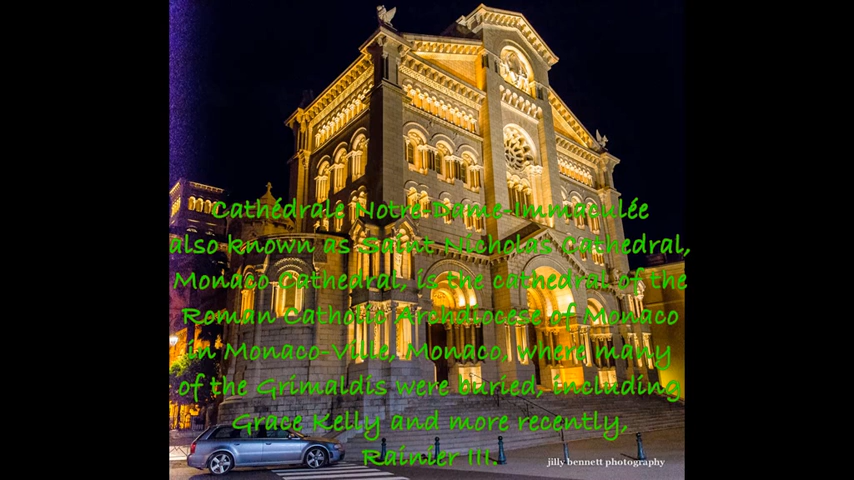 Cathédrale Notre-Dame-Immaculée
also known as Saint Nicholas Cathedral,
Monaco Cathedral, is the cathedral of the
Roman Catholic Archdiocese of Monaco
in Monaco-Ville, Monaco, where many
of the Grimaldis were buried, including
Grace Kelly and more recently,
Rainier III.
jilly bennett photography